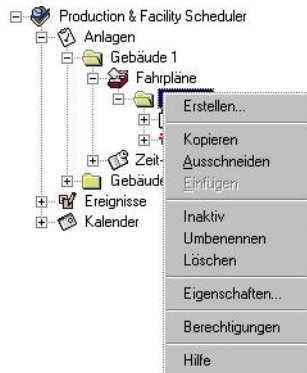 Production & Facility Scheduler
Anlagen
Gebäude 1
Fahrpläne
Erstellen...
Kopieren
Ausschneiden
Einfügen
Inaktiv
Umbenennen
Löschen
Eigenschaften...
Berechtigungen
Hilfe
Zeit-
Gebäude
Ereignisse
Kalender